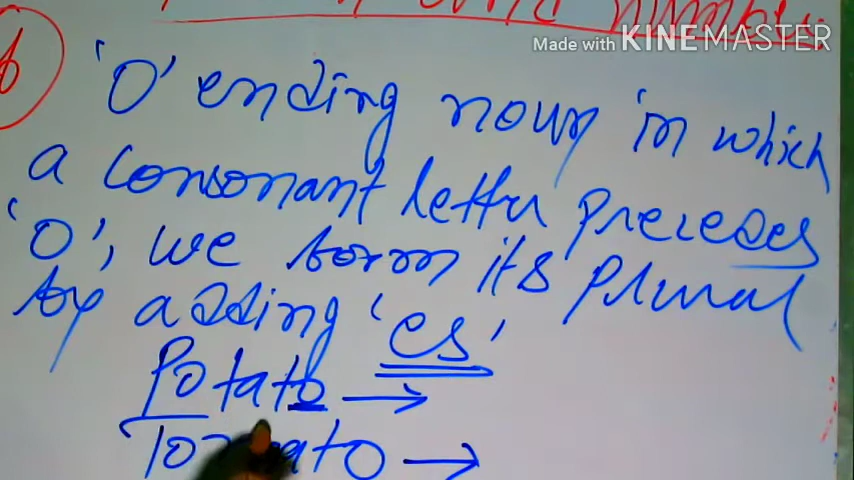 Made with KINEMASTER
6
'O' ending noun in which
a consonant letter precedes
'O', we form its plural
by adding 'es'
Potato →
Tomato →